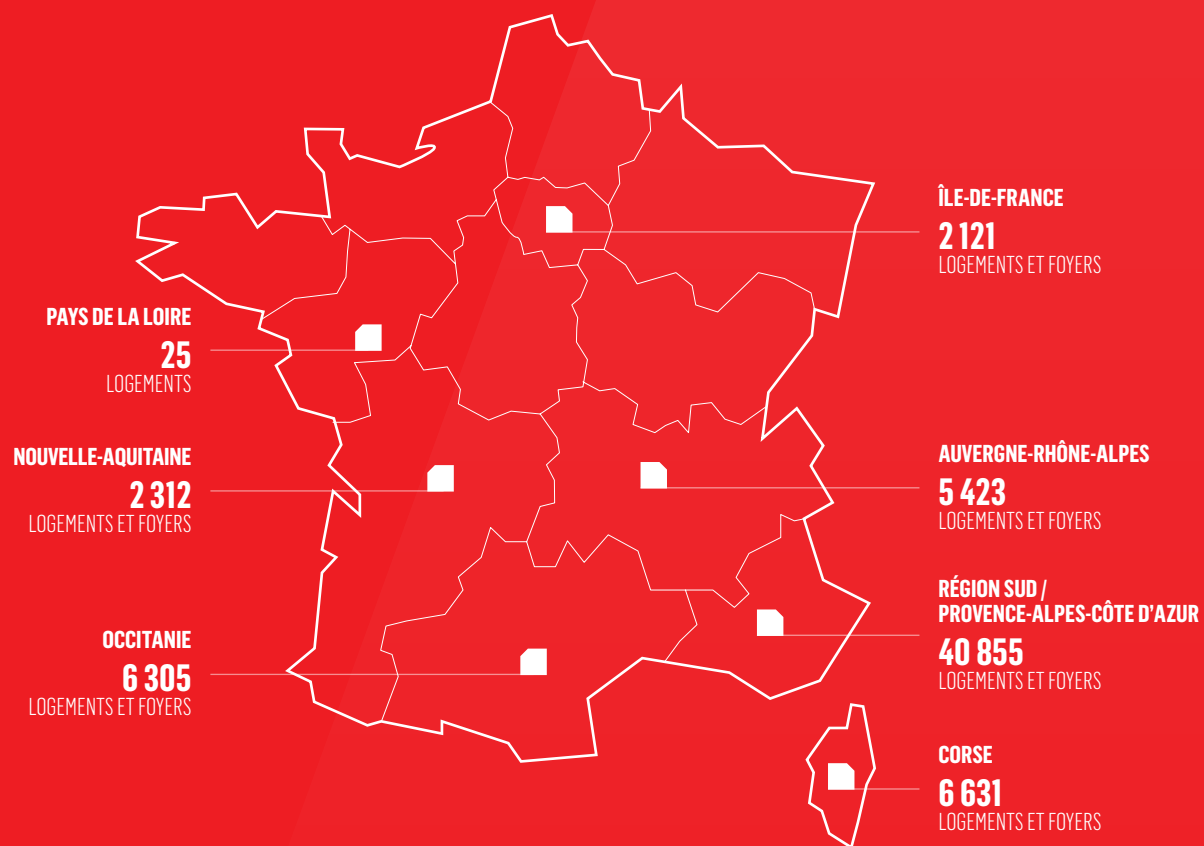 PAYS DE LA LOIRE
25
LOGEMENTS
NOUVELLE-AQUITAINE
2 312
LOGEMENTS ET FOYERS
OCCITANIE
6 305
LOGEMENTS ET FOYERS
ÎLE-DE-FRANCE
2 121
LOGEMENTS ET FOYERS
AUVERGNE-RHÔNE-ALPES
5 423
LOGEMENTS ET FOYERS
RÉGION SUD /
PROVENCE-ALPES-CÔTE D'AZUR
40 855
LOGEMENTS ET FOYERS
CORSE
6 631
LOGEMENTS ET FOYERS